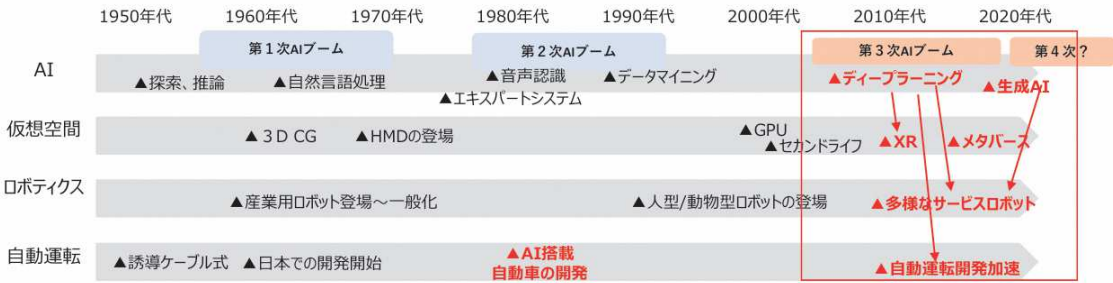 1950年代 1960年代 1970年代 1980年代 1990年代 2000年代 2010年代 2020年代
第1次AIブーム 第2次AIブーム 第3次AIブーム 第4次?
AI
▲探索、推論 ▲自然言語処理 ▲音声認識 ▲データマイニング ▲ディープラーニング ▲生成AI
▲エキスパートシステム
仮想空間
▲3D CG ▲HMDの登場 ▲GPU ▲XR ▲メタバース
▲セカンドライフ
ロボティクス
▲産業用ロボット登場~一般化 ▲人型/動物型ロボットの登場 ▲多様なサービスロボット
自動運転
▲誘導ケーブル式 ▲日本での開発開始 ▲AI搭載 ▲自動運転開発加速
自動車の開発